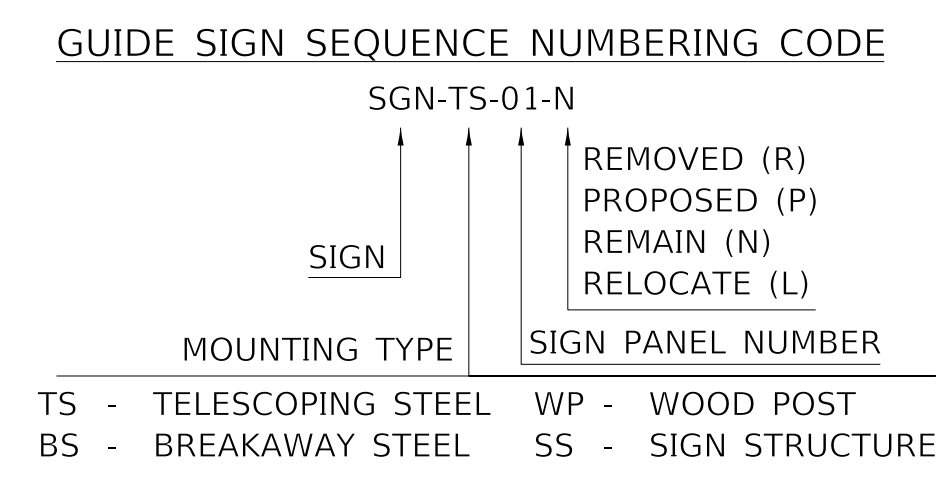 GUIDE SIGN SEQUENCE NUMBERING CODE
SGN-TS-01-N
REMOVED (R)
PROPOSED (P)
REMAIN (N)
RELOCATE (L)
SIGN
SIGN PANEL NUMBER
MOUNTING TYPE
TS - TELESCOPING STEEL WP - WOOD POST
BS - BREAKAWAY STEEL SS - SIGN STRUCTURE